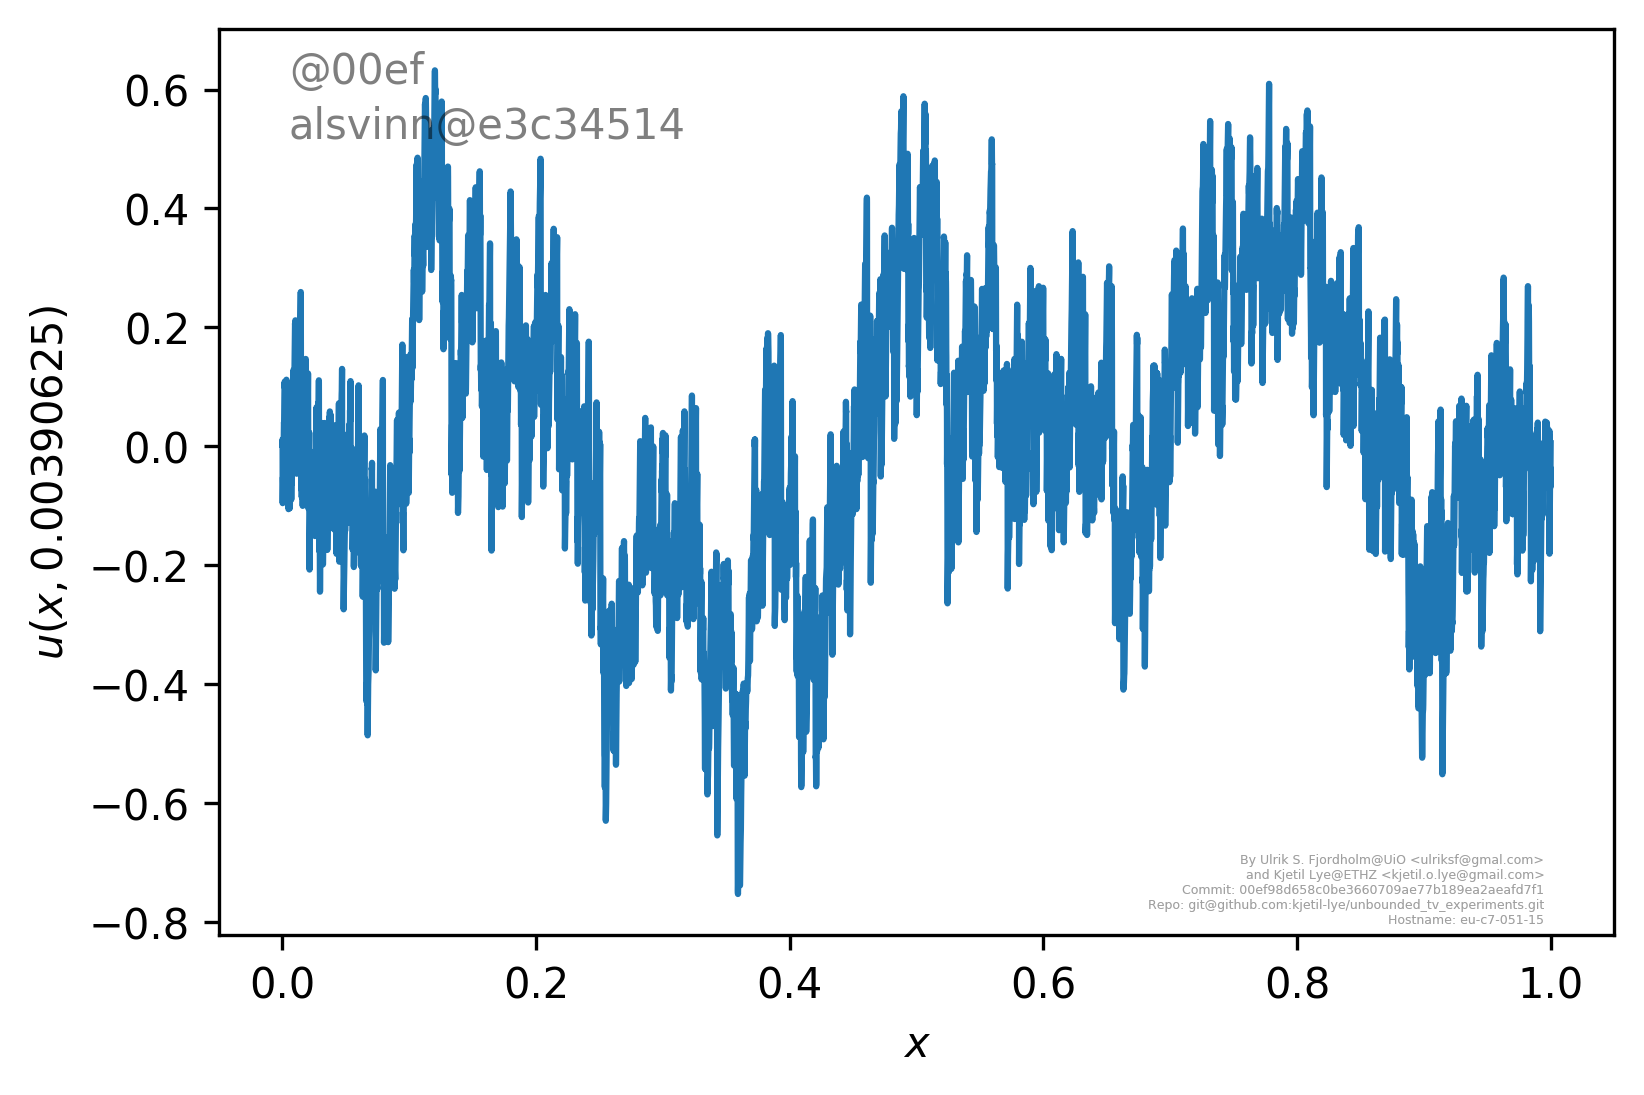 @00ef
alsvinn@e3c34514
0.6
0.4
0.2
0.0
−0.2
−0.4
−0.6
−0.8
u(x, 0.00390625)
By Ulrik S. Fjordholm@UiO <ulriksf@gmal.com>
and Kjetil Lye@ETHZ <kjetil.o.lye@gmail.com>
Commit: 00ef98d658c0be3660709ae77b189ea2aeafd7f1
Repo: git@github.com:kjetil-lye/unbounded_tv_experiments.git
Hostname: eu-c7-051-15
0.0 0.2 0.4 0.6 0.8 1.0
x